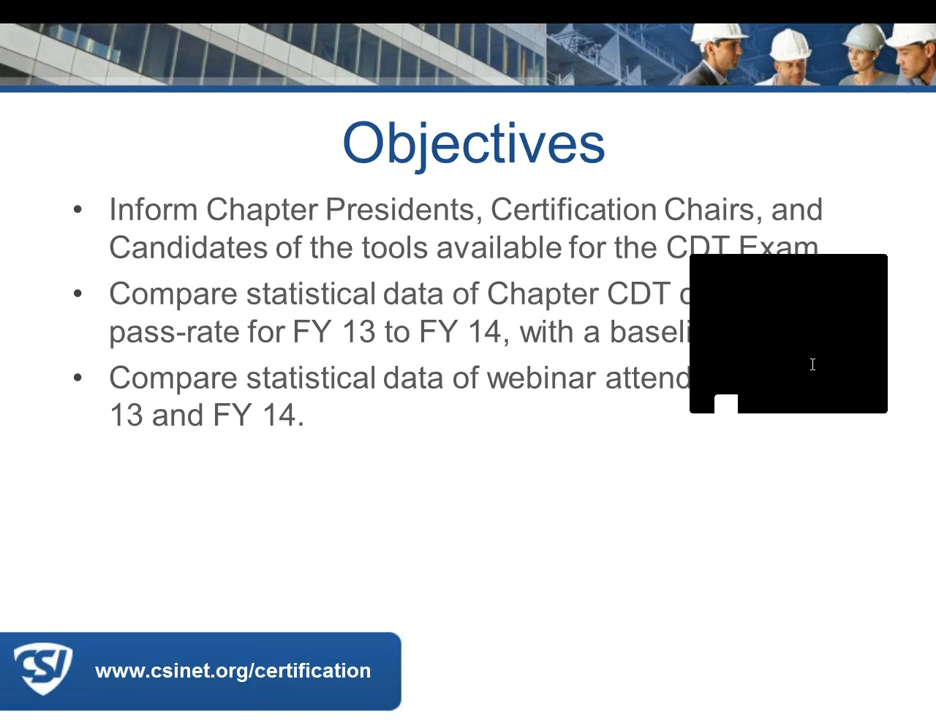 Objectives
• Inform Chapter Presidents, Certification Chairs, and
Candidates of the tools available for the CDT Exam
• Compare statistical data of Chapter CDT
pass-rate for FY 13 to FY 14, with a
• Compare statistical data of webinar
13 and FY 14.
CSI
www.csinet.org/certification